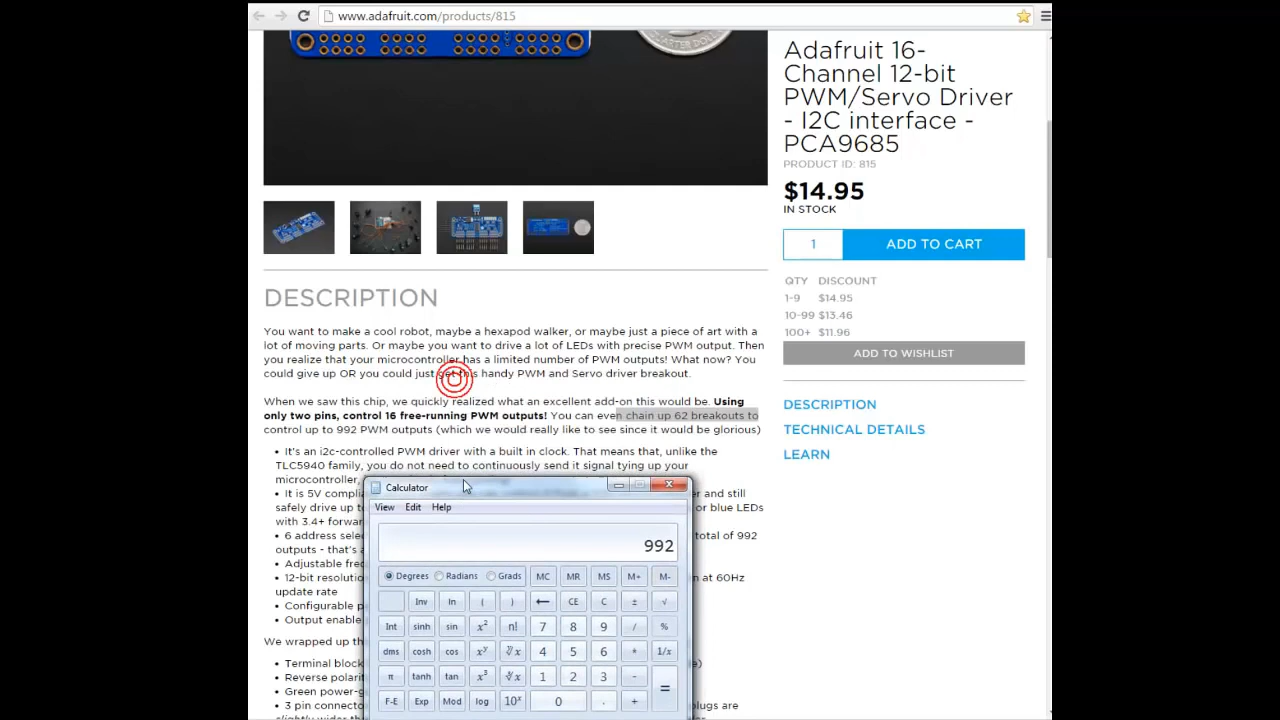 www.adafruit.com/products/815
Adafruit 16-
Channel 12-bit
PWM/Servo Driver
- I2C interface -
PCA9685
PRODUCT ID: 815
$14.95
IN STOCK
1 ADD TO CART
QTY DISCOUNT
1-9 $14.95
10-99 $13.46
100+ $11.96
ADD TO WISHLIST
DESCRIPTION
TECHNICAL DETAILS
LEARN
DESCRIPTION
You want to make a cool robot, maybe a hexapod walker, or maybe just a piece of art with a
lot of moving parts. Or maybe you want to drive a lot of LEDs with precise PWM output. Then
you realize that your microcontroller has a limited number of PWM outputs! What now? You
could give up OR you could just get this handy PWM and Servo driver breakout.
When we saw this chip, we quickly realized what an excellent add-on this would be. Using
only two pins, control 16 free-running PWM outputs! You can even chain up 62 breakouts to
control up to 992 PWM outputs (which we would really like to see since it would be glorious)
• It's an i2c-controlled PWM driver with a built in clock. That means that, unlike the
TLC5940 family, you do not need to continuously send it signal tying up your
microcontroller,
• It is 5V compli and still
safely drive up to or blue LEDs
with 3.4+ forwar
• 6 address selec total of 992
outputs - that's a
• Adjustable fre
• 12-bit resolutio n at 60Hz
update rate
• Configurable p
• Output enable
We wrapped up th
• Terminal block )
• Reverse polarit
• Green power-g
• 3 pin connecto plugs are
slightly wider th
Calculator
View Edit Help
992
Degrees Radians Grads MC MR MS M+ M-
Inv ln ( ) ← CE C ± √
Int sinh sin x² n! 7 8 9 / %
dms cosh cos xʸ ʸ√x 4 5 6 * 1/x
π tanh tan x³ ³√x 1 2 3 - =
F-E Exp Mod log 10ˣ 0 . +